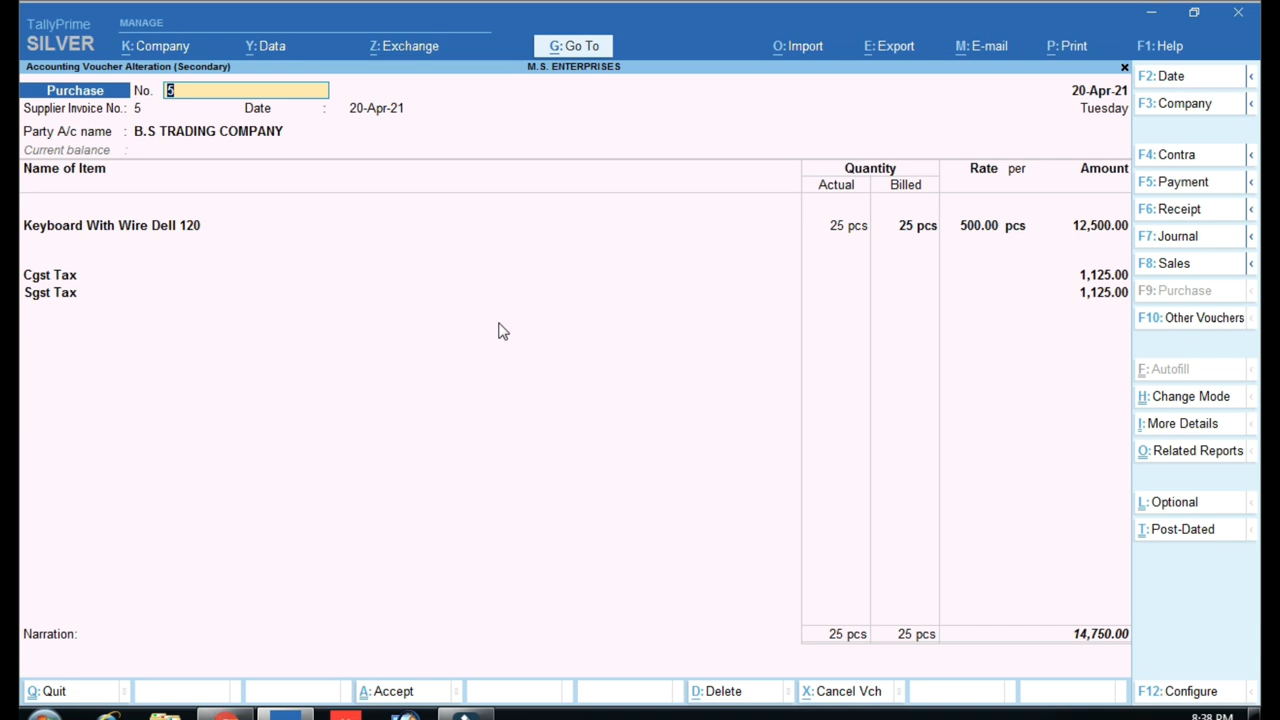 TallyPrime
SILVER
MANAGE
K: Company
Y: Data
Z: Exchange
G: Go To
O: Import
E: Export
M: E-mail
P: Print
F1: Help
Accounting Voucher Alteration (Secondary)
M.S. ENTERPRISES
Purchase No. 5
20-Apr-21
Supplier Invoice No.: 5 Date : 20-Apr-21
Tuesday
Party A/c name : B.S TRADING COMPANY
Current balance :
Name of Item Quantity Rate per Amount
Actual Billed
Keyboard With Wire Dell 120 25 pcs 25 pcs 500.00 pcs 12,500.00
Cgst Tax 1,125.00
Sgst Tax 1,125.00
Narration: 25 pcs 25 pcs 14,750.00
F2: Date
F3: Company
F4: Contra
F5: Payment
F6: Receipt
F7: Journal
F8: Sales
F9: Purchase
F10: Other Vouchers
F: Autofill
H: Change Mode
I: More Details
O: Related Reports
L: Optional
T: Post-Dated
Q: Quit
A: Accept
D: Delete
X: Cancel Vch
F12: Configure
8:38 PM